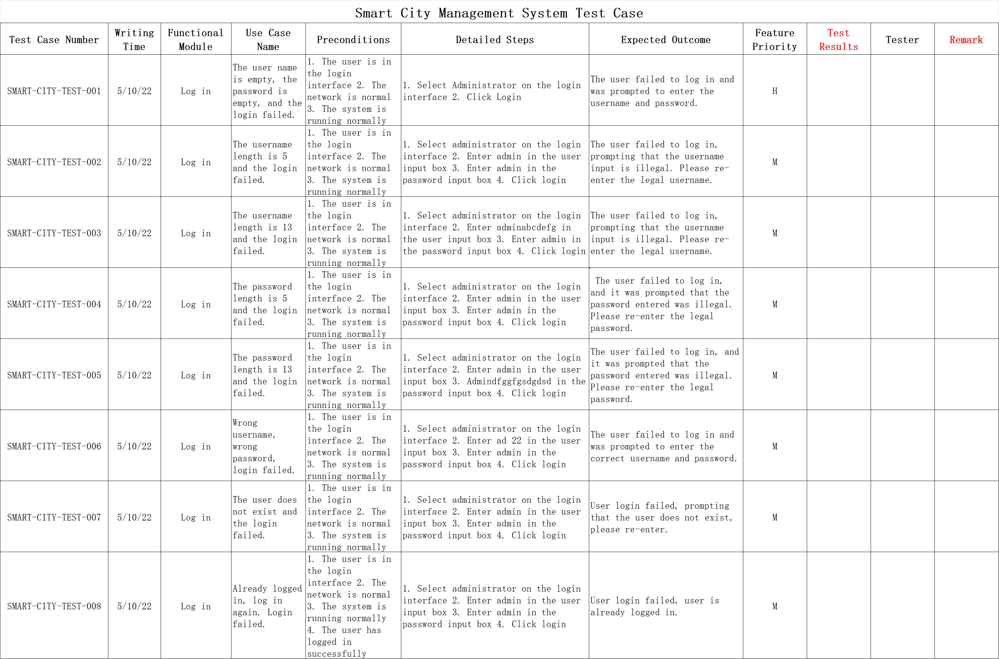 Smart City Management System Test Case
Test Case Number
Writing
Time
Functional
Module
Use Case
Name
Preconditions
Detailed Steps
Expected Outcome
Feature
Priority
Test
Results
Tester
Remark
SMART-CITY-TEST-001
5/10/22
Log in
The user name
is empty, the
password is
empty, and the
login failed.
1. The user is in
the login
interface 2. The
network is normal
3. The system is
running normally
1. Select Administrator on the login
interface 2. Click Login
The user failed to log in and
was prompted to enter the
username and password.
H
SMART-CITY-TEST-002
5/10/22
Log in
The username
length is 5
and the login
failed.
1. The user is in
the login
interface 2. The
network is normal
3. The system is
running normally
1. Select administrator on the login
interface 2. Enter admin in the user
input box 3. Enter admin in the
password input box 4. Click login
The user failed to log in,
prompting that the username
input is illegal. Please re-
enter the legal username.
M
SMART-CITY-TEST-003
5/10/22
Log in
The username
length is 13
and the login
failed.
1. The user is in
the login
interface 2. The
network is normal
3. The system is
running normally
1. Select administrator on the login
interface 2. Enter adminabcdefg in
the user input box 3. Enter admin in
the password input box 4. Click login
The user failed to log in,
prompting that the username
input is illegal. Please re-
enter the legal username.
M
SMART-CITY-TEST-004
5/10/22
Log in
The password
length is 5
and the login
failed.
1. The user is in
the login
interface 2. The
network is normal
3. The system is
running normally
1. Select administrator on the login
interface 2. Enter admin in the user
input box 3. Enter admin in the
password input box 4. Click login
The user failed to log in,
and it was prompted that the
password entered was illegal.
Please re-enter the legal
password.
M
SMART-CITY-TEST-005
5/10/22
Log in
The password
length is 13
and the login
failed.
1. The user is in
the login
interface 2. The
network is normal
3. The system is
running normally
1. Select administrator on the login
interface 2. Enter admin in the user
input box 3. Admindfggfgsdgdsd in the
password input box 4. Click login
The user failed to log in, and
it was prompted that the
password entered was illegal.
Please re-enter the legal
password.
M
SMART-CITY-TEST-006
5/10/22
Log in
Wrong
username,
wrong
password,
login failed.
1. The user is in
the login
interface 2. The
network is normal
3. The system is
running normally
1. Select administrator on the login
interface 2. Enter ad 22 in the user
input box 3. Enter admin in the
password input box 4. Click login
The user failed to log in and
was prompted to enter the
correct username and password.
M
SMART-CITY-TEST-007
5/10/22
Log in
The user does
not exist and
the login
failed.
1. The user is in
the login
interface 2. The
network is normal
3. The system is
running normally
1. Select administrator on the login
interface 2. Enter admin in the user
input box 3. Enter admin in the
password input box 4. Click login
User login failed, prompting
that the user does not exist,
please re-enter.
M
SMART-CITY-TEST-008
5/10/22
Log in
Already logged
in, log in
again. Login
failed.
1. The user is in
the login
interface 2. The
network is normal
3. The system is
running normally
4. The user has
logged in
successfully
1. Select administrator on the login
interface 2. Enter admin in the user
input box 3. Enter admin in the
password input box 4. Click login
User login failed, user is
already logged in.
M